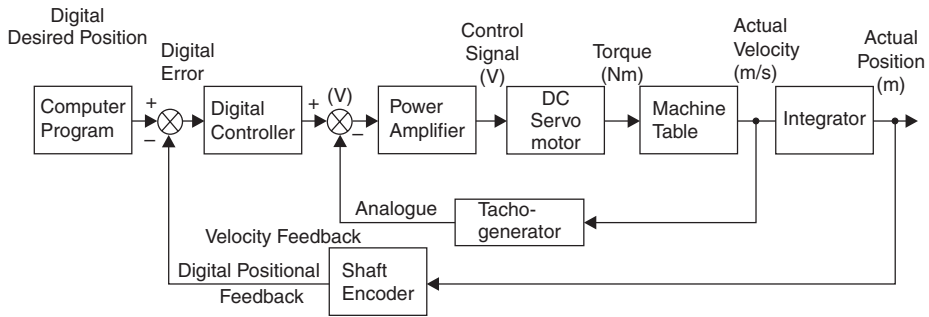 Digital
Desired Position
Digital
Error
Control
Signal
(V)
Torque
(Nm)
Actual
Velocity
(m/s)
Actual
Position
(m)
Computer
Program
+
−
Digital
Controller
+ (V)
−
Power
Amplifier
DC
Servo
motor
Machine
Table
Integrator
Analogue
Tacho-
generator
Velocity Feedback
Digital Positional
Feedback
Shaft
Encoder